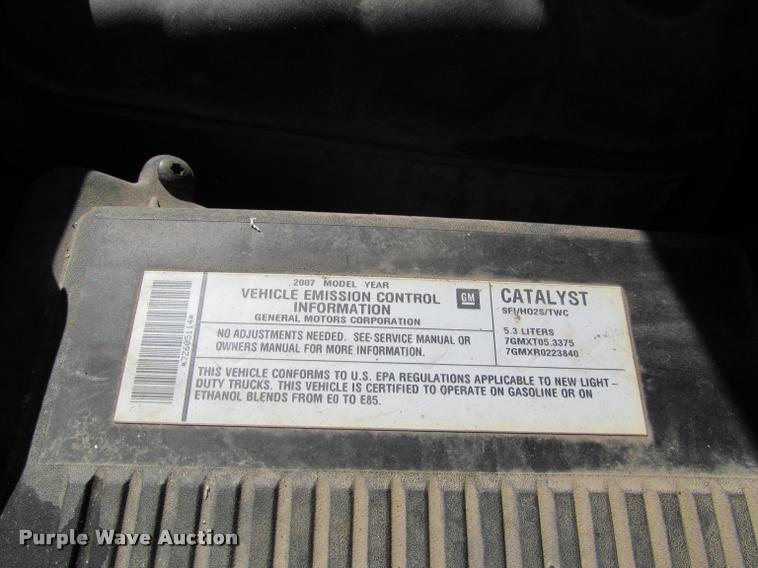 *72605114*
2007 MODEL YEAR
VEHICLE EMISSION CONTROL
INFORMATION
GENERAL MOTORS CORPORATION
GM
CATALYST
SFI/HO2S/TWC
NO ADJUSTMENTS NEEDED. SEE-SERVICE MANUAL OR
OWNERS MANUAL FOR MORE INFORMATION.
5.3 LITERS
7GMXT05.3375
7GMXR0223840
THIS VEHICLE CONFORMS TO U.S. EPA REGULATIONS APPLICABLE TO NEW LIGHT-
DUTY TRUCKS. THIS VEHICLE IS CERTIFIED TO OPERATE ON GASOLINE OR ON
ETHANOL BLENDS FROM E0 TO E85.
Purple Wave Auction